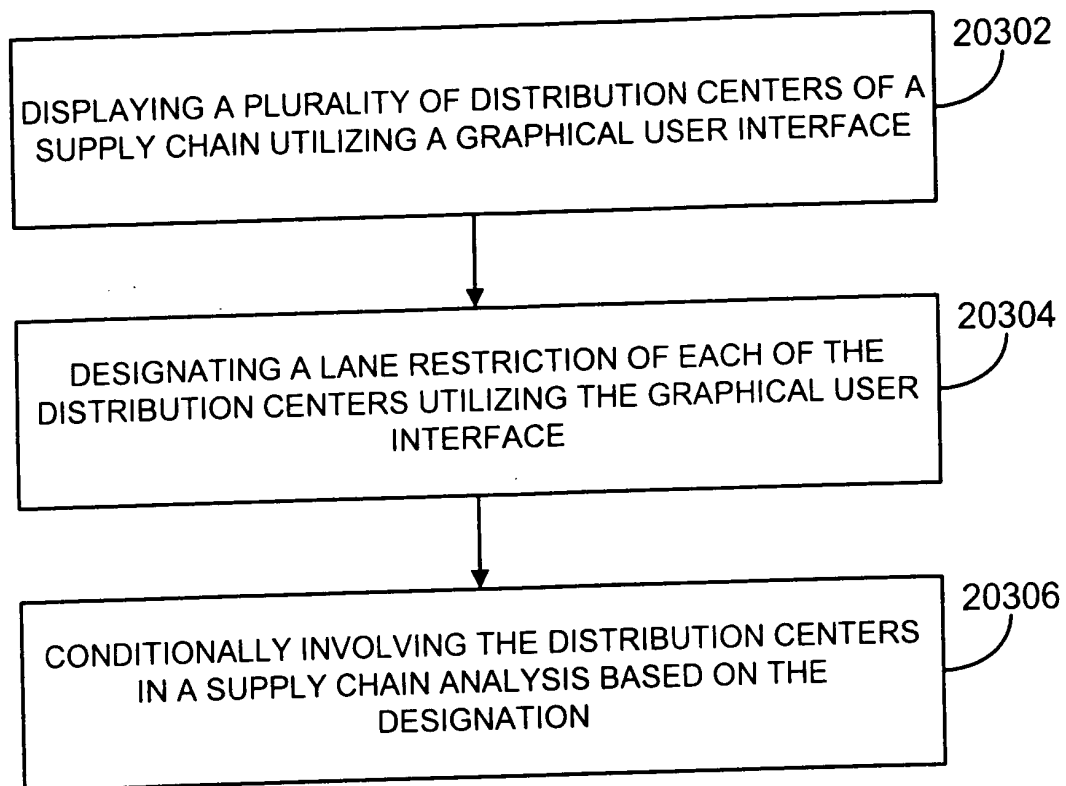 20302
DISPLAYING A PLURALITY OF DISTRIBUTION CENTERS OF A
SUPPLY CHAIN UTILIZING A GRAPHICAL USER INTERFACE
20304
DESIGNATING A LANE RESTRICTION OF EACH OF THE
DISTRIBUTION CENTERS UTILIZING THE GRAPHICAL USER
INTERFACE
20306
CONDITIONALLY INVOLVING THE DISTRIBUTION CENTERS
IN A SUPPLY CHAIN ANALYSIS BASED ON THE
DESIGNATION